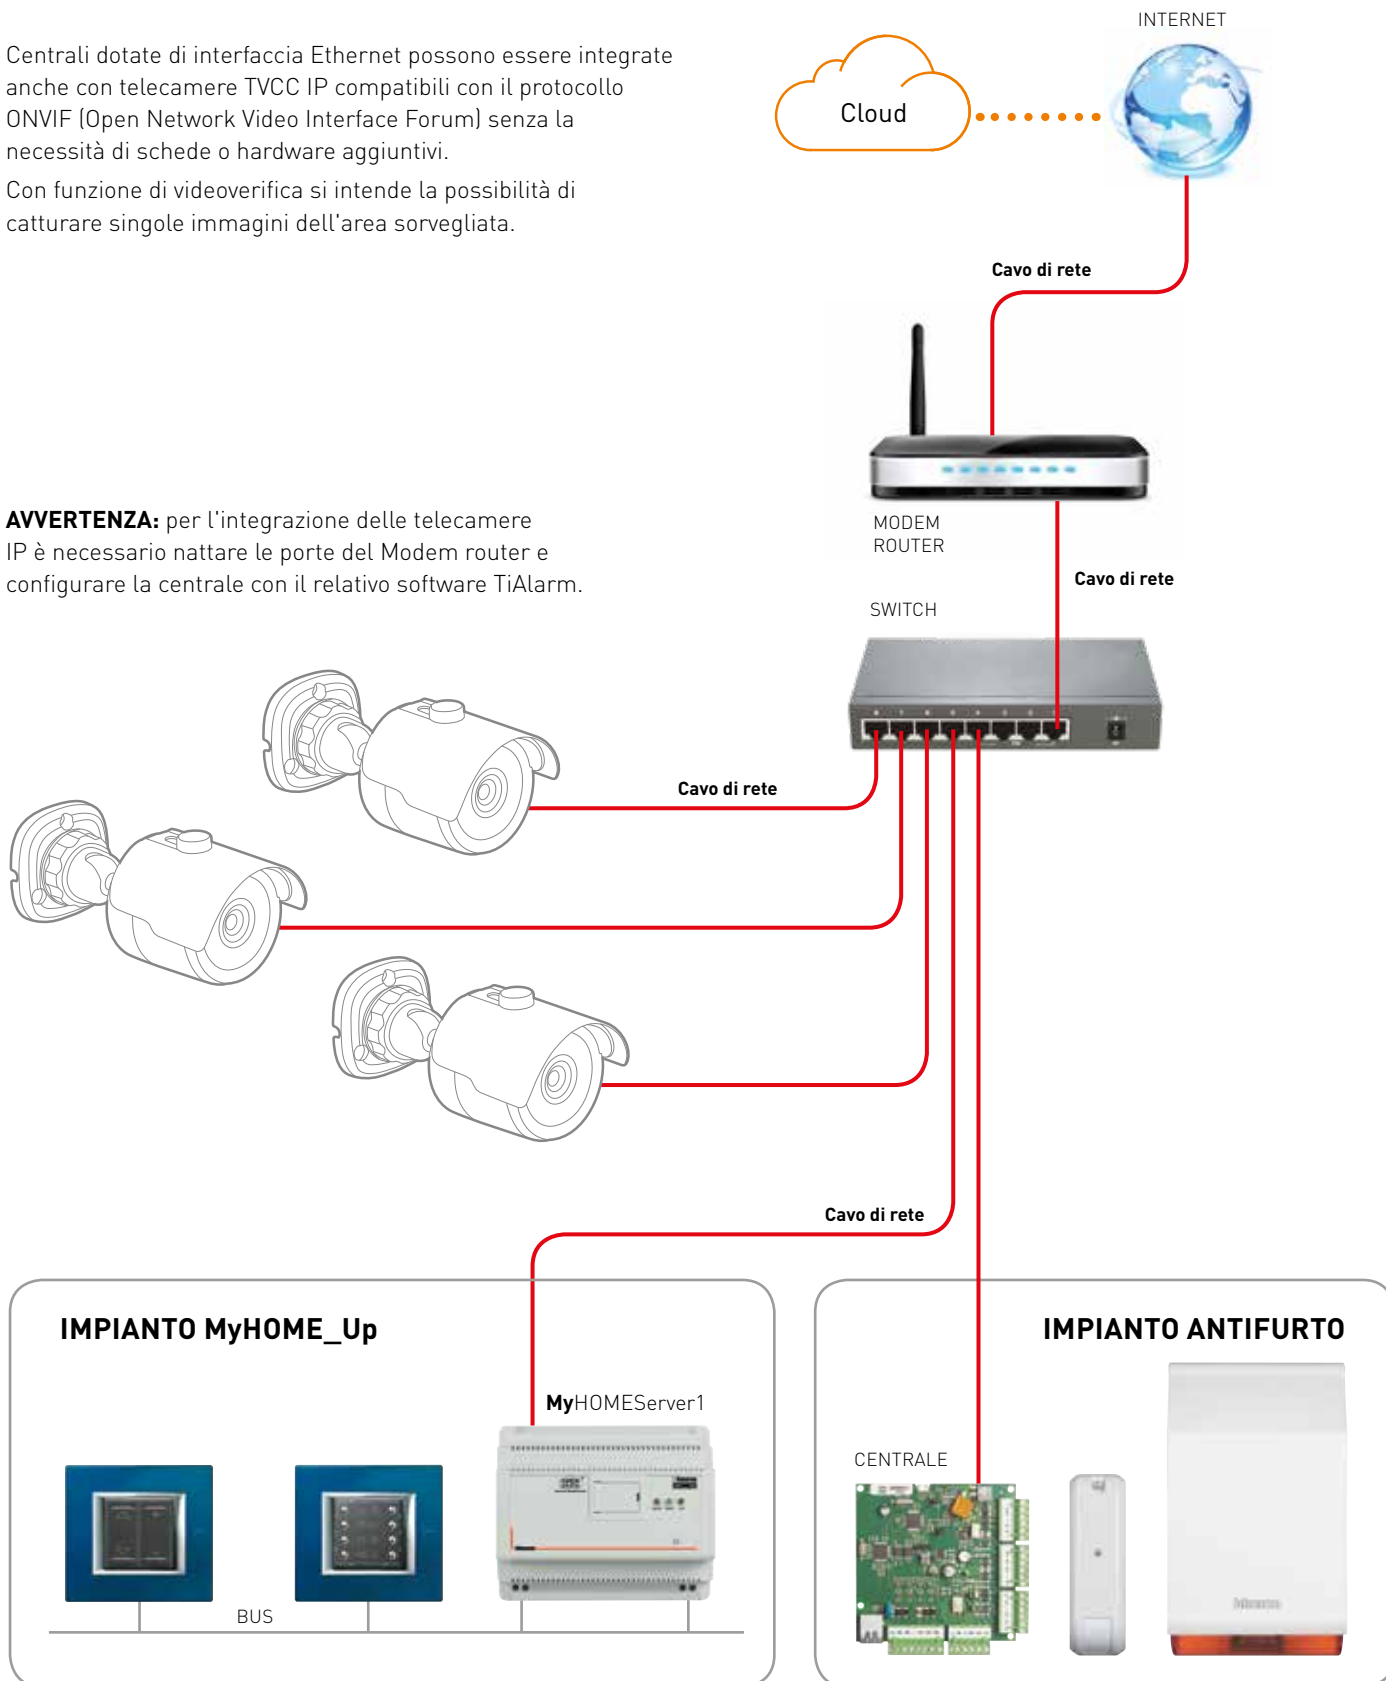 INTERNET
Centrali dotate di interfaccia Ethernet possono essere integrate
anche con telecamere TVCC IP compatibili con il protocollo
ONVIF (Open Network Video Interface Forum) senza la
necessità di schede o hardware aggiuntivi.
Con funzione di videoverifica si intende la possibilità di
catturare singole immagini dell'area sorvegliata.
Cloud
Cavo di rete
AVVERTENZA: per l'integrazione delle telecamere
IP è necessario nattare le porte del Modem router e
configurare la centrale con il relativo software TiAlarm.
MODEM
ROUTER
Cavo di rete
SWITCH
Cavo di rete
Cavo di rete
IMPIANTO MyHOME_Up
MyHOMEServer1
BUS
IMPIANTO ANTIFURTO
CENTRALE
bticino